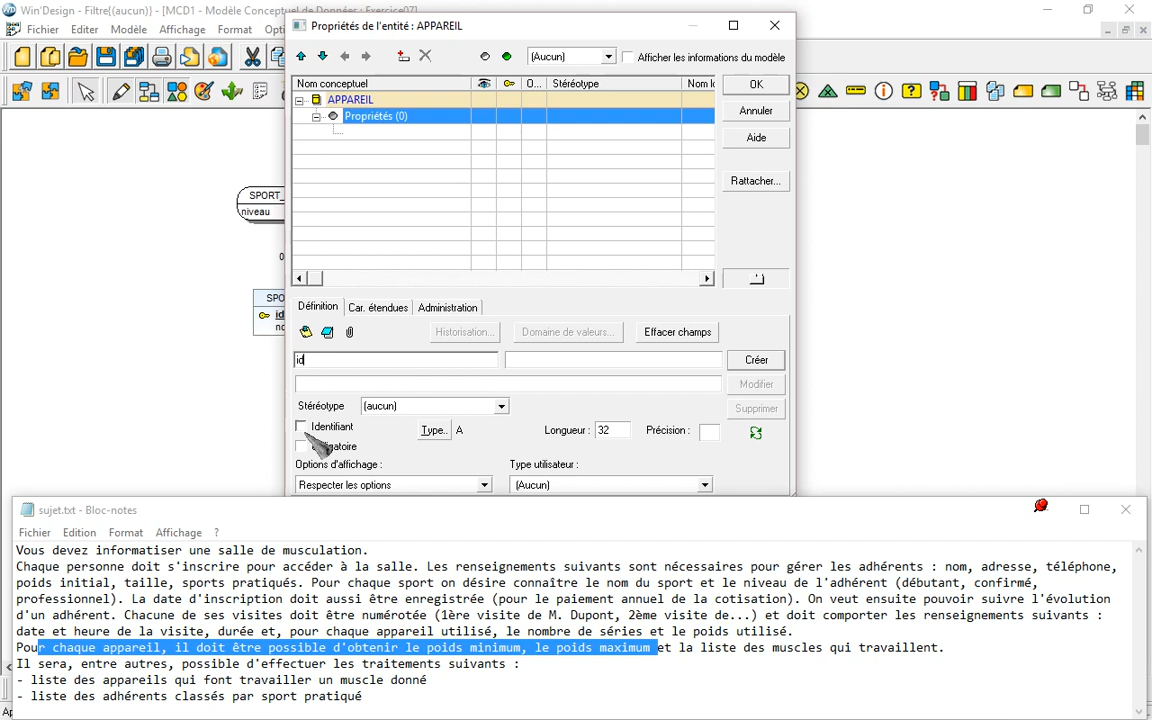 Win'Design - Filtre{(aucun)} - [MCD1 - Modèle Conceptuel de Données : Exercice07]
Fichier Editer Modèle Affichage Format
Propriétés de l'entité : APPAREIL
(Aucun) Afficher les informations du modèle
Nom conceptuel O... Stéréotype Nom lo
OK
APPAREIL
Propriétés (0)
Annuler
Aide
Rattacher...
SPORT_
niveau
SPO
id
no
Définition Car. étendues Administration
Historisation... Domaine de valeurs... Effacer champs
id Créer
Modifier
Stéréotype (aucun) Supprimer
Identifiant Type.. A Longueur : 32 Précision :
Options d'affichage : Type utilisateur :
Respecter les options (Aucun)
sujet.txt - Bloc-notes
Fichier Edition Format Affichage ?
Vous devez informatiser une salle de musculation.
Chaque personne doit s'inscrire pour accéder à la salle. Les renseignements suivants sont nécessaires pour gérer les adhérents : nom, adresse, téléphone,
poids initial, taille, sports pratiqués. Pour chaque sport on désire connaître le nom du sport et le niveau de l'adhérent (débutant, confirmé,
professionnel). La date d'inscription doit aussi être enregistrée (pour le paiement annuel de la cotisation). On veut ensuite pouvoir suivre l'évolution
d'un adhérent. Chacune de ses visites doit être numérotée (1ère visite de M. Dupont, 2ème visite de...) et doit comporter les renseignements suivants :
date et heure de la visite, durée et, pour chaque appareil utilisé, le nombre de séries et le poids utilisé.
Pour chaque appareil, il doit être possible d'obtenir le poids minimum, le poids maximum et la liste des muscles qui travaillent.
Il sera, entre autres, possible d'effectuer les traitements suivants :
- liste des appareils qui font travailler un muscle donné
- liste des adhérents classés par sport pratiqué